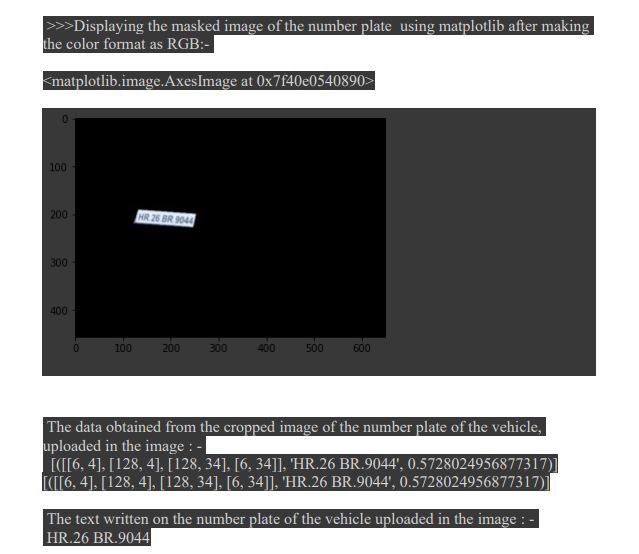 >>>Displaying the masked image of the number plate using matplotlib after making
the color format as RGB:-
<matplotlib.image.AxesImage at 0x7f40e0540890>
0
100
200
300
400
HR.26 BR 9044
0 100 200 300 400 500 600
The data obtained from the cropped image of the number plate of the vehicle,
uploaded in the image : -
[([[6, 4], [128, 4], [128, 34], [6, 34]], 'HR.26 BR.9044', 0.5728024956877317)]
[([[6, 4], [128, 4], [128, 34], [6, 34]], 'HR.26 BR.9044', 0.5728024956877317)]
The text written on the number plate of the vehicle uploaded in the image : -
HR.26 BR.9044